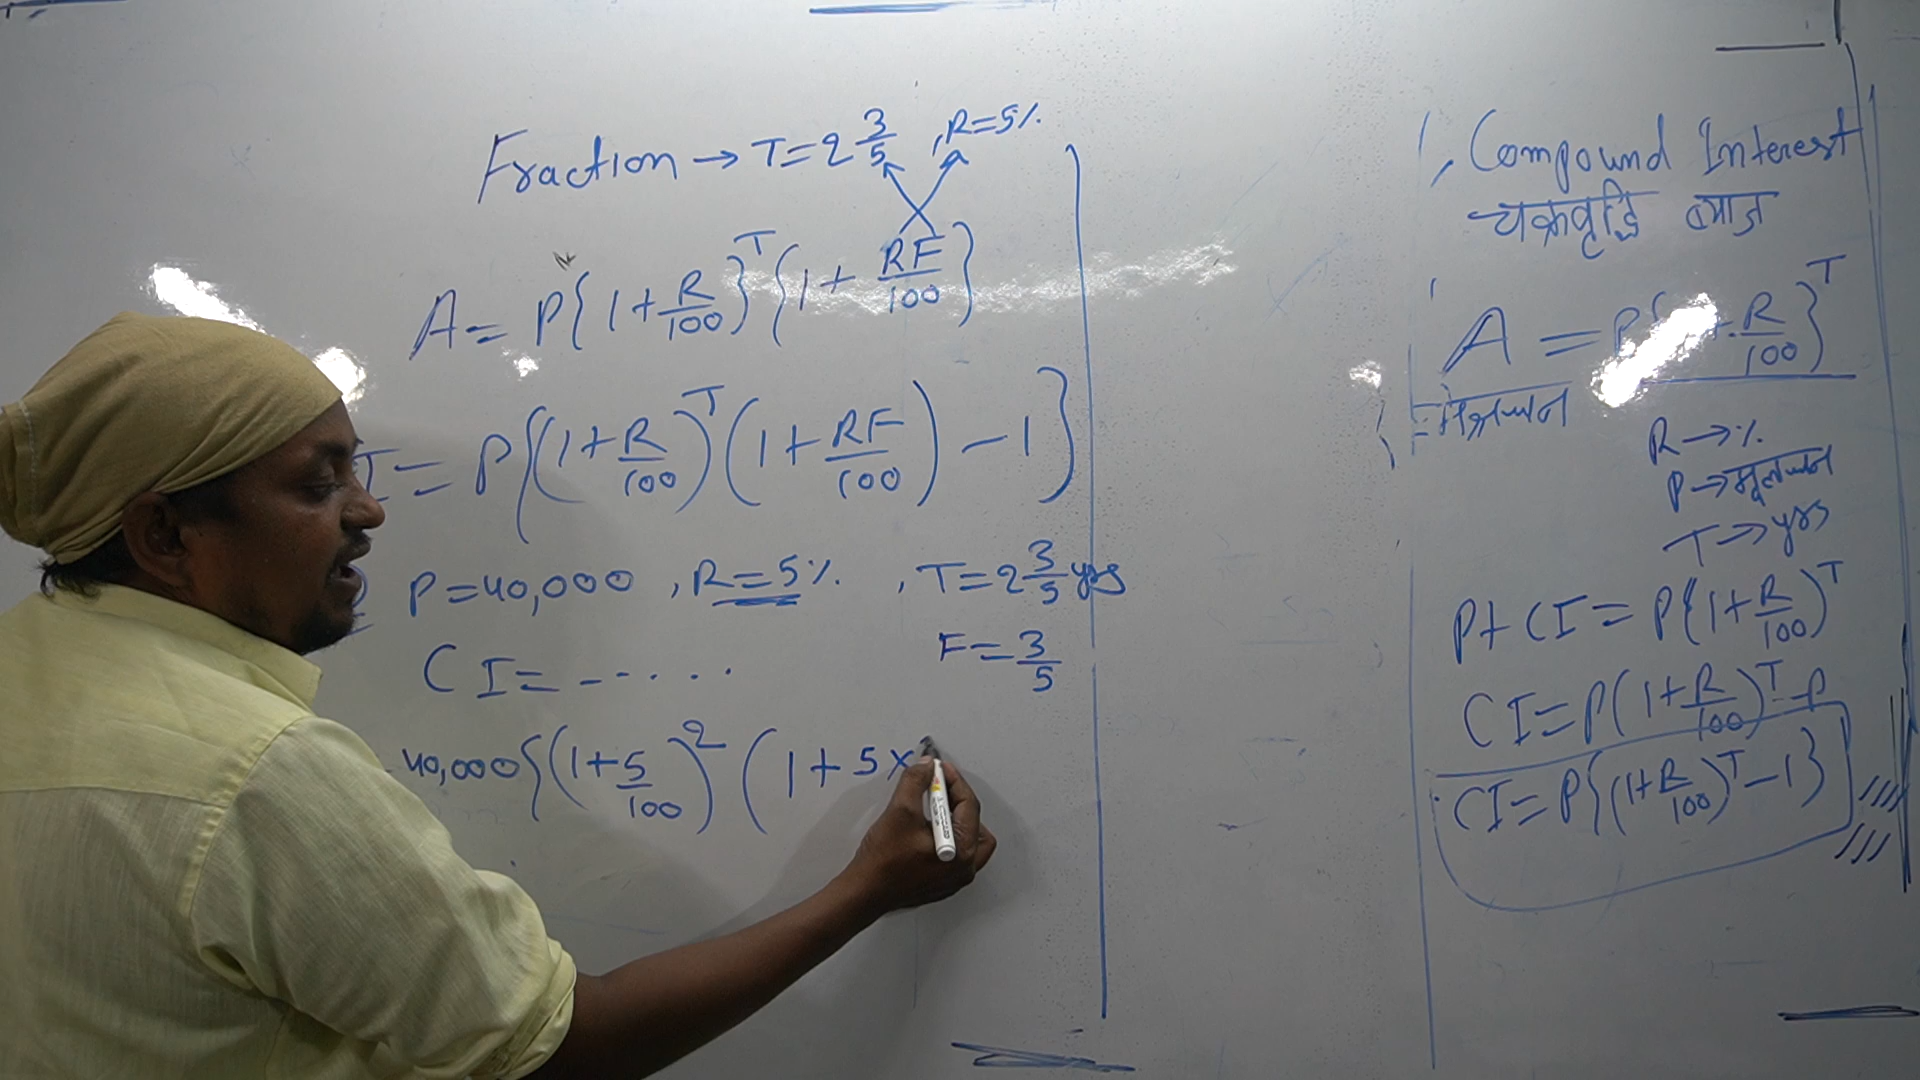 Fraction → T=2 3/5 , R=5%
A= P{1+R/100}^T {1+RF/100}
I= P{(1+R/100)^T (1+RF/100) -1}
P=40,000 , R=5% , T=2 3/5 yrs
CI= ------ F=3/5
40,000{(1+5/100)^2 (1+5×
Compound Interest
चक्रवृद्धि ब्याज
A = P{1+R/100}^T
R→%
P→मूलधन
T→yrs
P+CI=P{1+R/100)^T
CI=P(1+R/100)^T-P
CI=P{(1+R/100)^T-1}